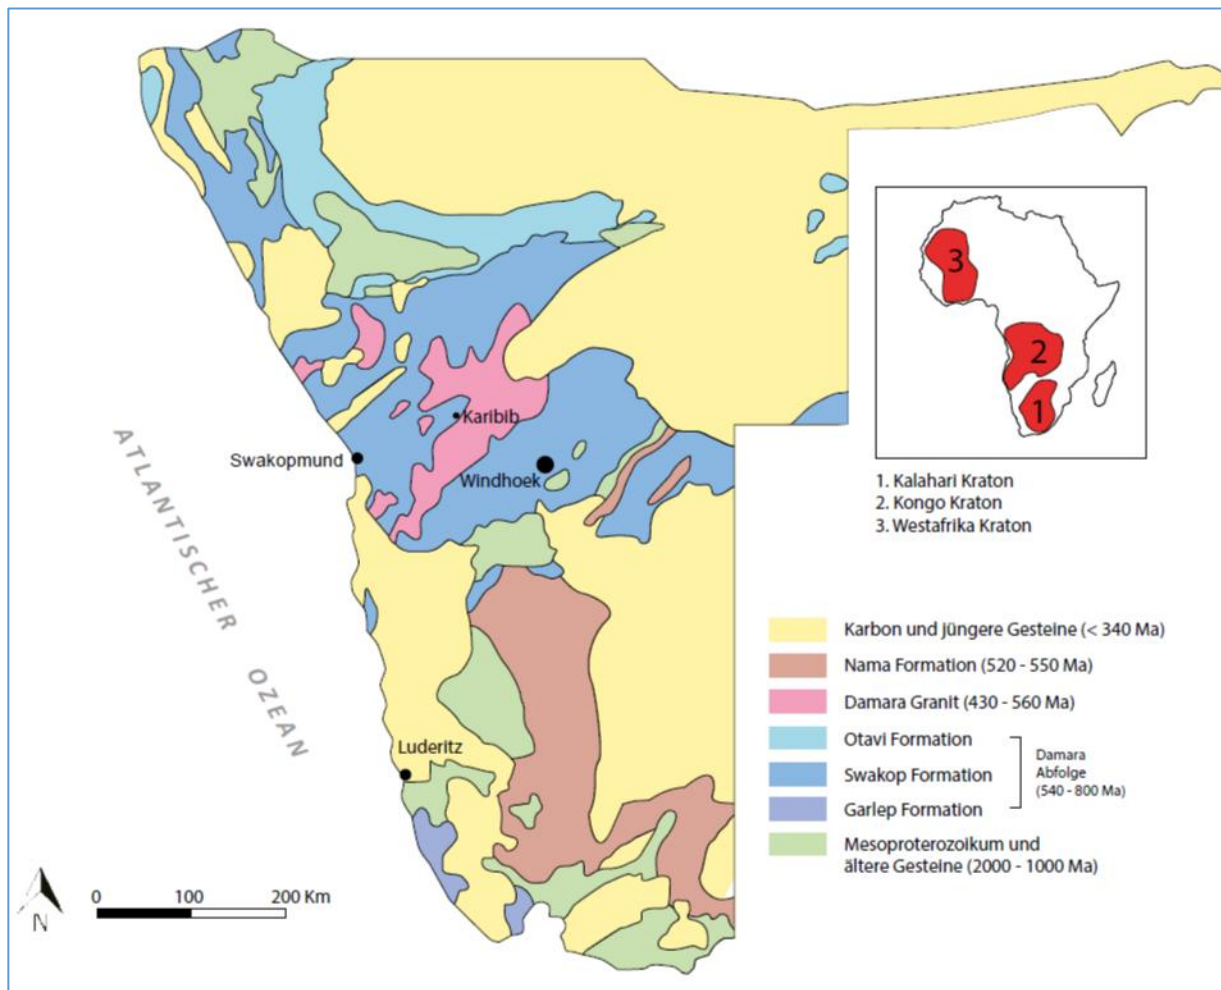 Karibib
Swakopmund
Windhoek
ATLANTISCHER OZEAN
Luderitz
N
0 100 200 Km
3
2
1
1. Kalahari Kraton
2. Kongo Kraton
3. Westafrika Kraton
Karbon und jüngere Gesteine (< 340 Ma)
Nama Formation (520 - 550 Ma)
Damara Granit (430 - 560 Ma)
Otavi Formation
Swakop Formation
Garlep Formation
Damara
Abfolge
(540 - 800 Ma)
Mesoproterozoikum und
ältere Gesteine (2000 - 1000 Ma)